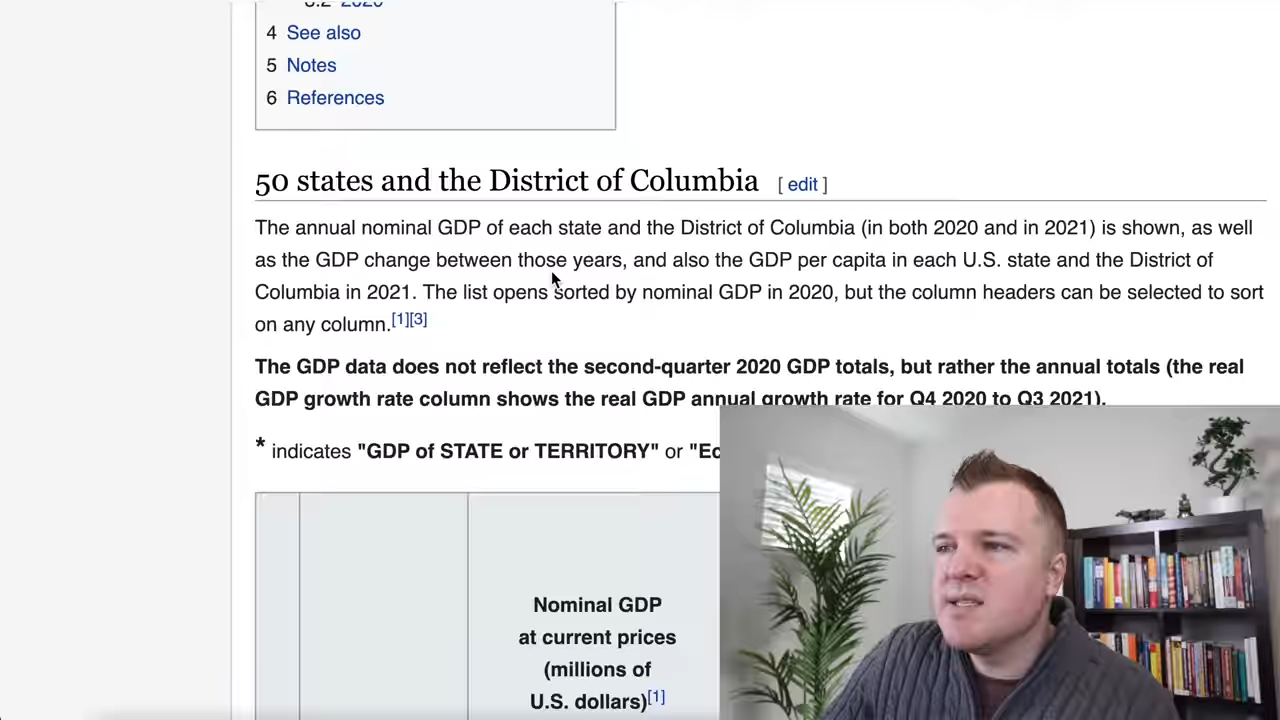 4 See also
5 Notes
6 References
50 states and the District of Columbia [ edit ]
The annual nominal GDP of each state and the District of Columbia (in both 2020 and in 2021) is shown, as well
as the GDP change between those years, and also the GDP per capita in each U.S. state and the District of
Columbia in 2021. The list opens sorted by nominal GDP in 2020, but the column headers can be selected to sort
on any column.[1][3]
The GDP data does not reflect the second-quarter 2020 GDP totals, but rather the annual totals (the real
GDP growth rate column shows the real GDP annual growth rate for Q4 2020 to Q3 2021).
* indicates "GDP of STATE or TERRITORY" or "Ec
Nominal GDP
at current prices
(millions of
U.S. dollars)[1]